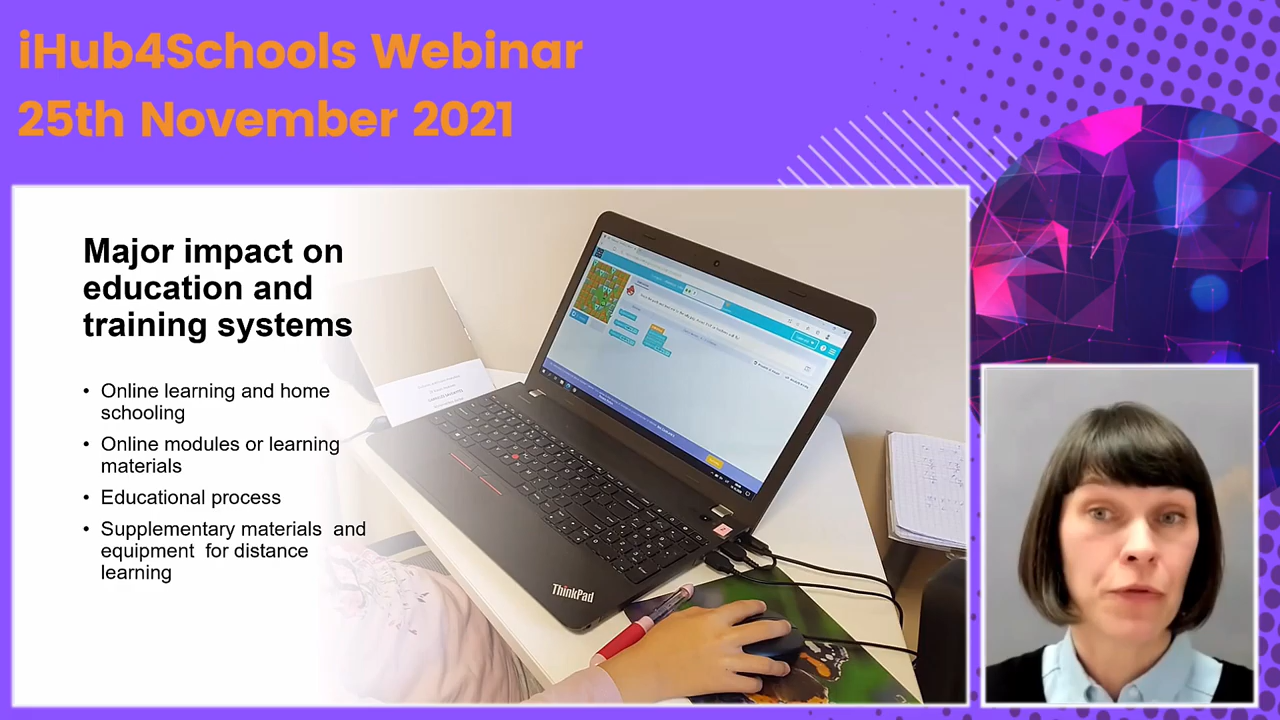 iHub4Schools Webinar
25th November 2021
Major impact on
education and
training systems
• Online learning and home
schooling
• Online modules or learning
materials
• Educational process
• Supplementary materials and
equipment for distance
learning
ThinkPad